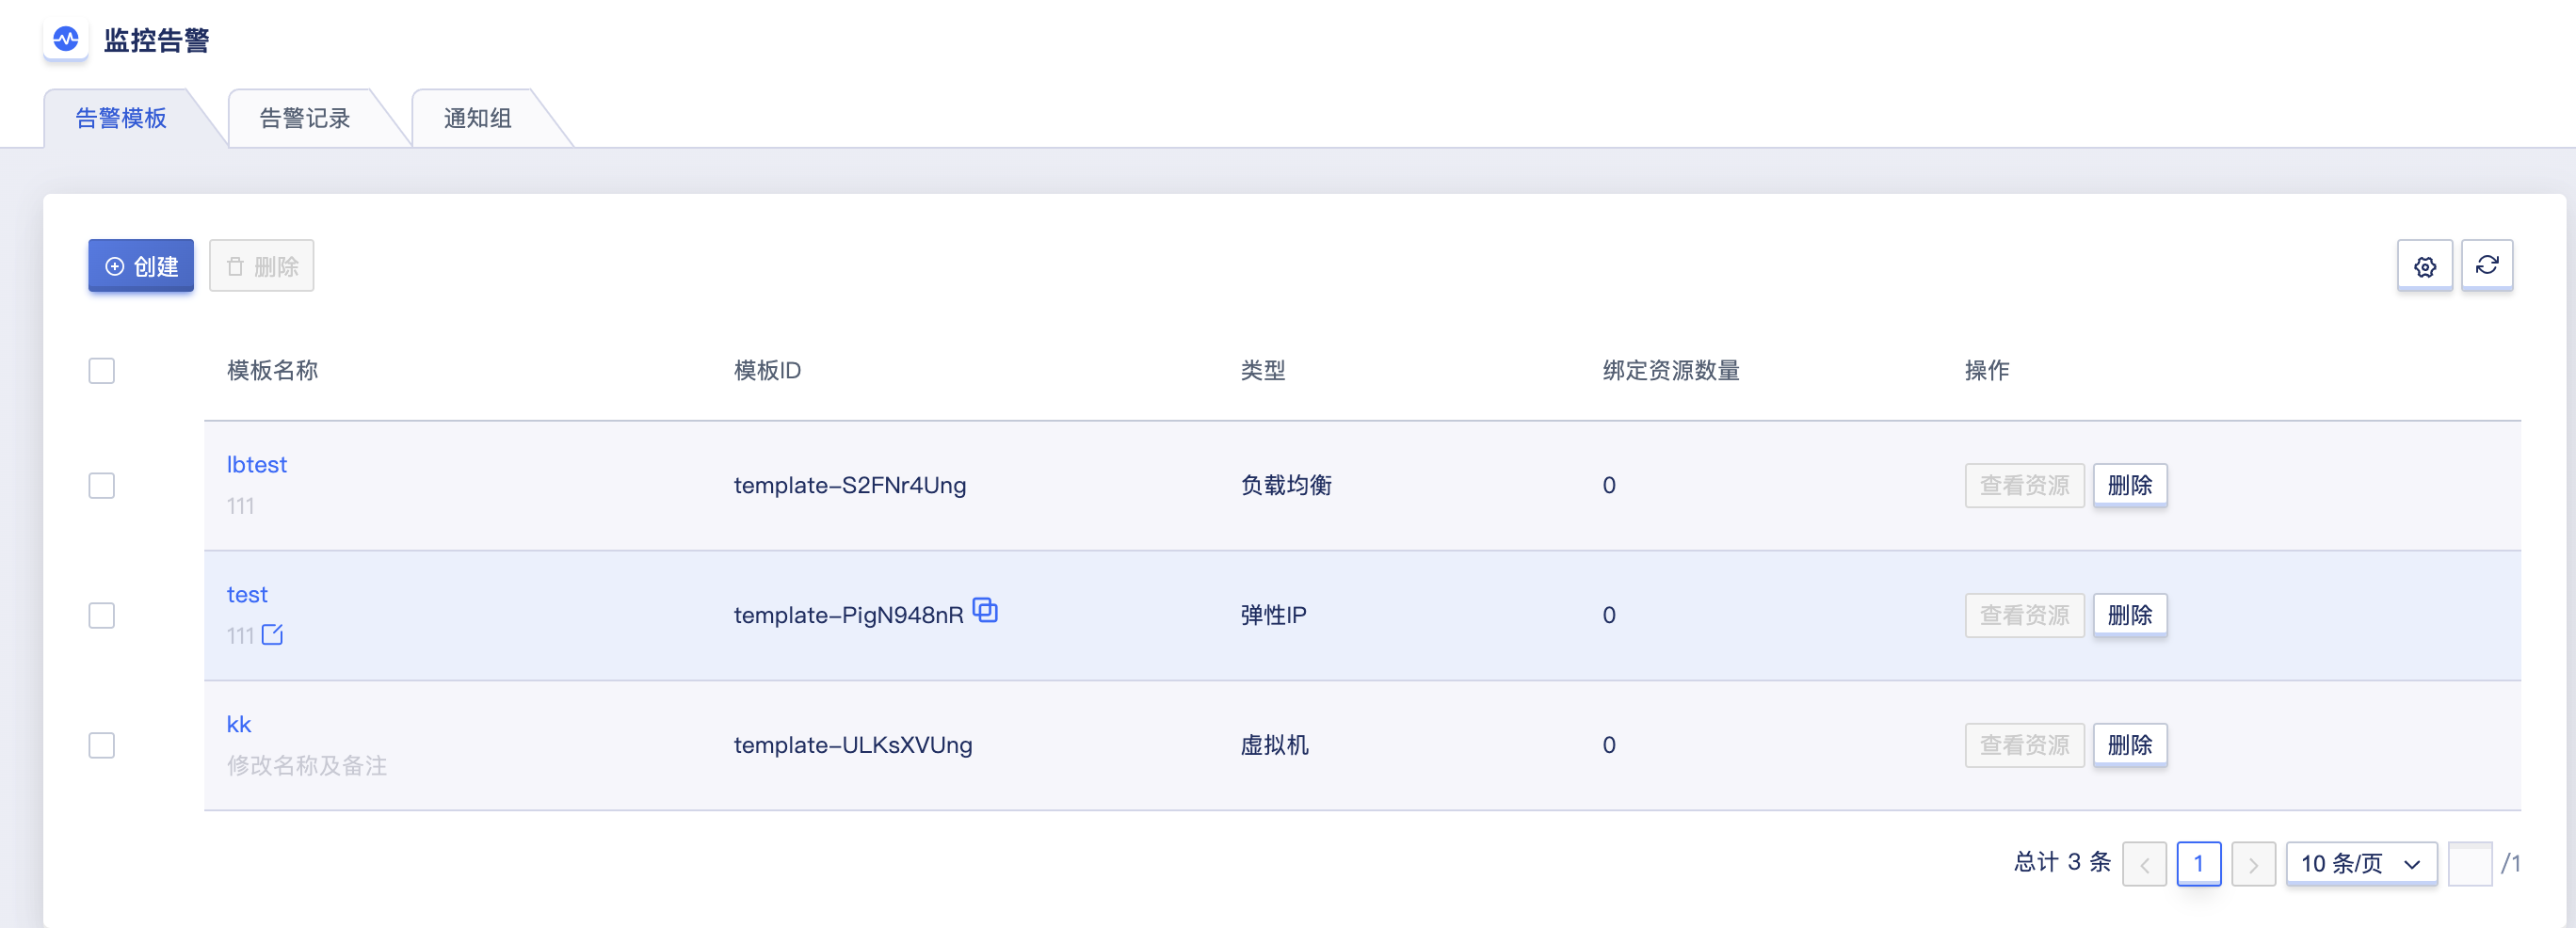 监控告警
告警模板 告警记录 通知组
创建 删除
模板名称 模板ID 类型 绑定资源数量 操作
lbtest
111
template-S2FNr4Ung 负载均衡 0 查看资源 删除
test
111
template-PigN948nR 弹性IP 0 查看资源 删除
kk
修改名称及备注
template-ULKsXVUng 虚拟机 0 查看资源 删除
总计 3 条 1 10 条/页 /1